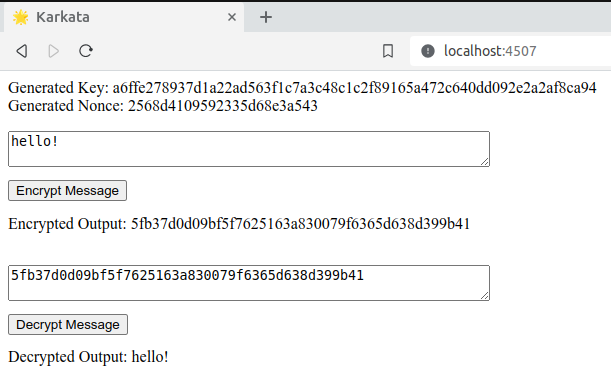 Karkata
localhost:4507
Generated Key: a6ffe278937d1a22ad563f1c7a3c48c1c2f89165a472c640dd092e2a2af8ca94
Generated Nonce: 2568d4109592335d68e3a543
hello!
Encrypt Message
Encrypted Output: 5fb37d0d09bf5f7625163a830079f6365d638d399b41
5fb37d0d09bf5f7625163a830079f6365d638d399b41
Decrypt Message
Decrypted Output: hello!